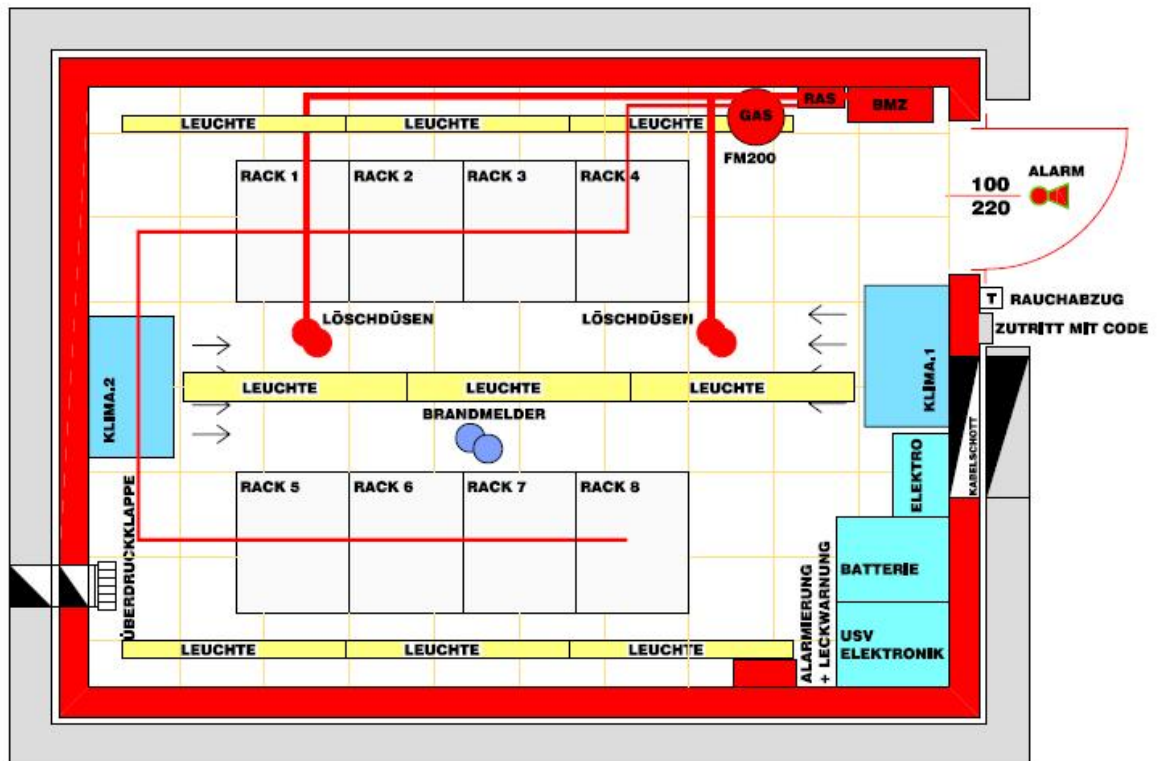 RAS
BMZ
LEUCHTE
LEUCHTE
LEUCHTE
GAS
FM200
RACK 1
RACK 2
RACK 3
RACK 4
100
220
ALARM
T
RAUCHABZUG
ZUTRITT MIT CODE
LÖSCHDÜSEN
LÖSCHDÜSEN
KLIMA.2
KLIMA.1
LEUCHTE
LEUCHTE
LEUCHTE
BRANDMELDER
KABELSCHOTT
ELEKTRO
RACK 5
RACK 6
RACK 7
RACK 8
ÜBERDRUCKKLAPPE
BATTERIE
ALARMIERUNG
+ LECKWARNUNG
USV
ELEKTRONIK
LEUCHTE
LEUCHTE
LEUCHTE